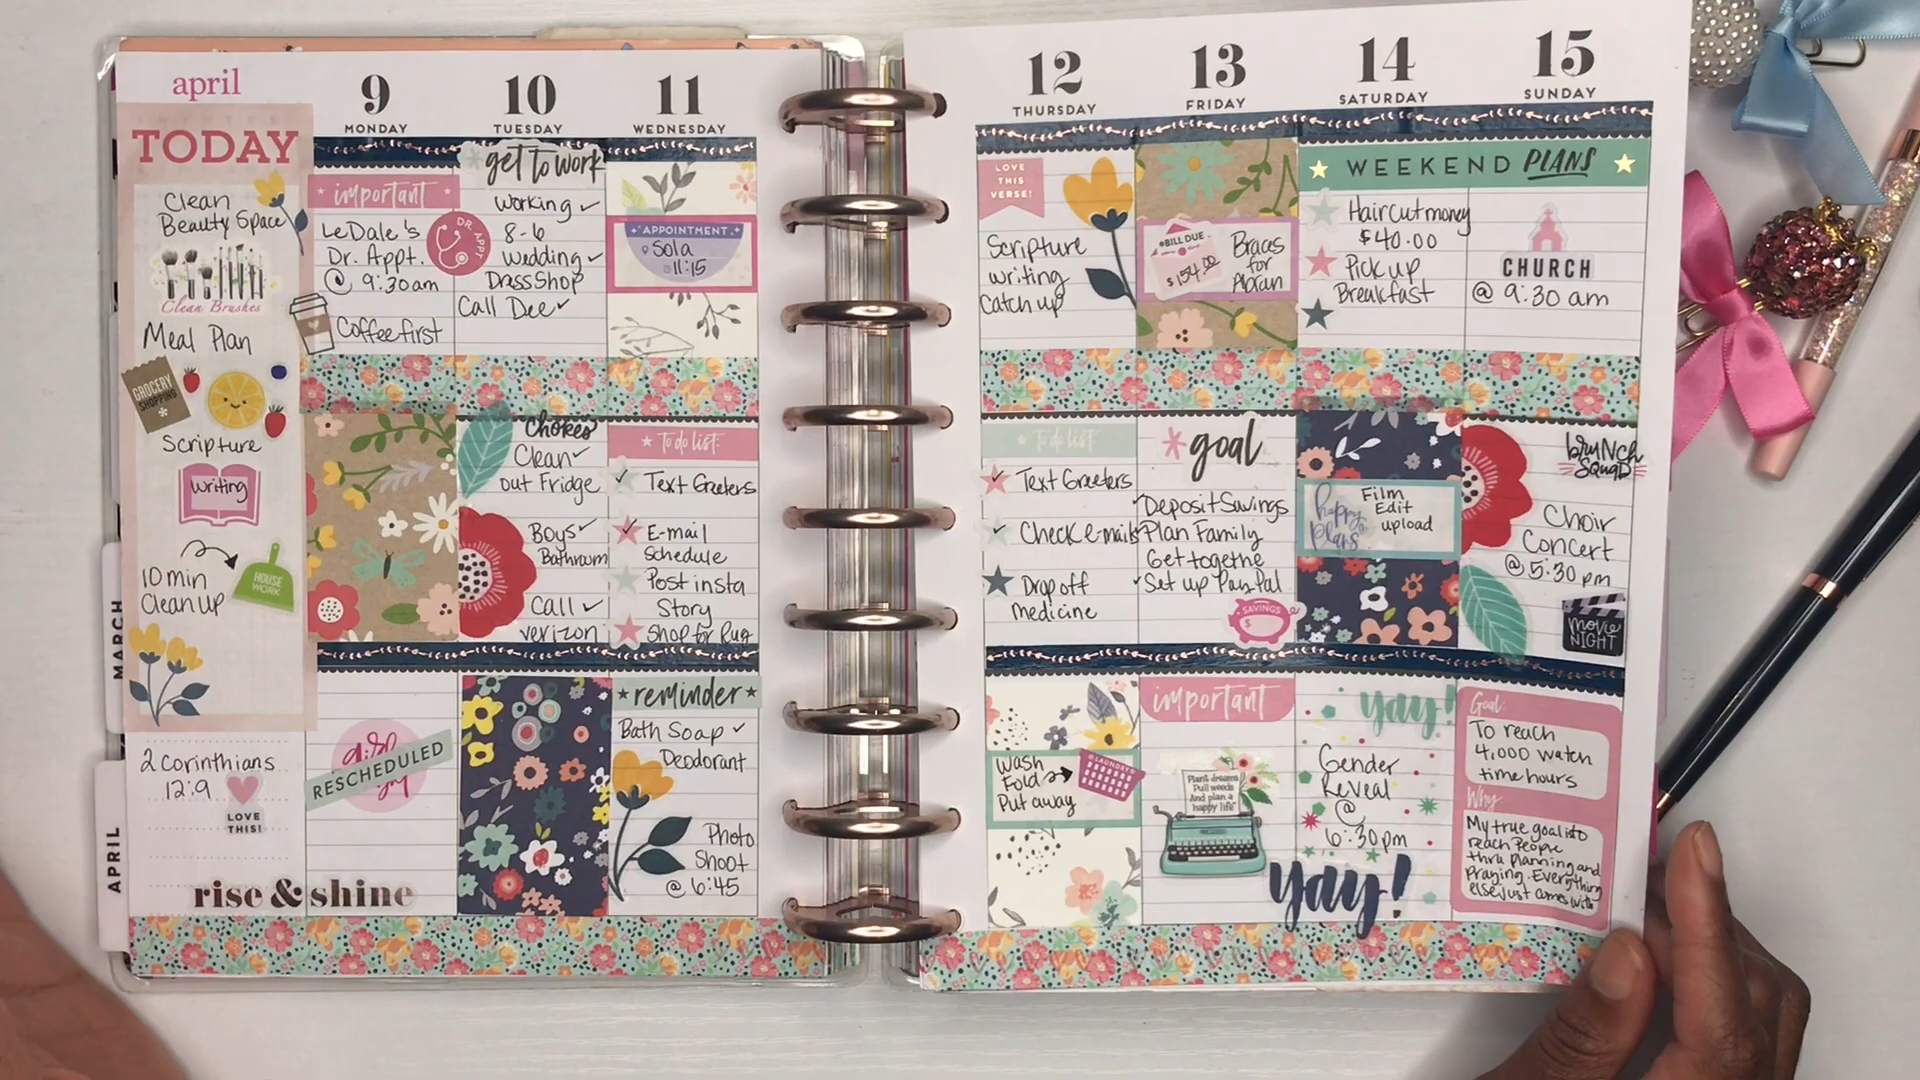 april
TODAY
Clean
Beauty Space
Clean Brushes
Meal Plan
GROCERY
SHOPPING
Scripture
writing
10 min
Clean up
HOUSE
WORK
2 Corinthians
12:9
LOVE
THIS!
rise & shine
MARCH
APRIL
9
MONDAY
important
LeDale's
Dr. Appt.
@ 9:30am
DR. APPT
Coffee first
RESCHEDULED
10
TUESDAY
get to work
Working
8-6
Wedding
Dress Shop
Call Dee
Chores
Clean
out Fridge
Boys
Bathroom
Call
verizon
11
WEDNESDAY
APPOINTMENT
Sola
11:15
To do list:
Text Greeters
E-mail
Schedule
Post insta
Story
Shop for Rug
reminder
Bath Soap
Deodorant
Photo
Shoot
@ 6:45
12
THURSDAY
LOVE
THIS
VERSE!
Scripture
writing
Catch up
To do list:
Text Greeters
Check e-mails
Drop off
medicine
Wash
Fold
Put away
LAUNDRY
13
FRIDAY
BILL DUE
$154.00
Braces
for
goal
Deposit Savings
Plan Family
Get togethe
Set up PayPal
SAVINGS
$
important
Plant dreams
Pull weeds
And plan a
happy life
14
SATURDAY
WEEKEND PLANS
Haircut money
$40.00
Pick up
Breakfast
happy
plans
Film
Edit
upload
yay!
Gender
Reveal
@
6:30pm
yay!
15
SUNDAY
CHURCH
@ 9:30 am
brunch
squad
Choir
Concert
@ 5:30 pm
movie
NIGHT
Goal:
To reach
4,000 watch
time hours
Why:
My true goal is to
reach People
thru planning and
praying. Everything
else just comes with